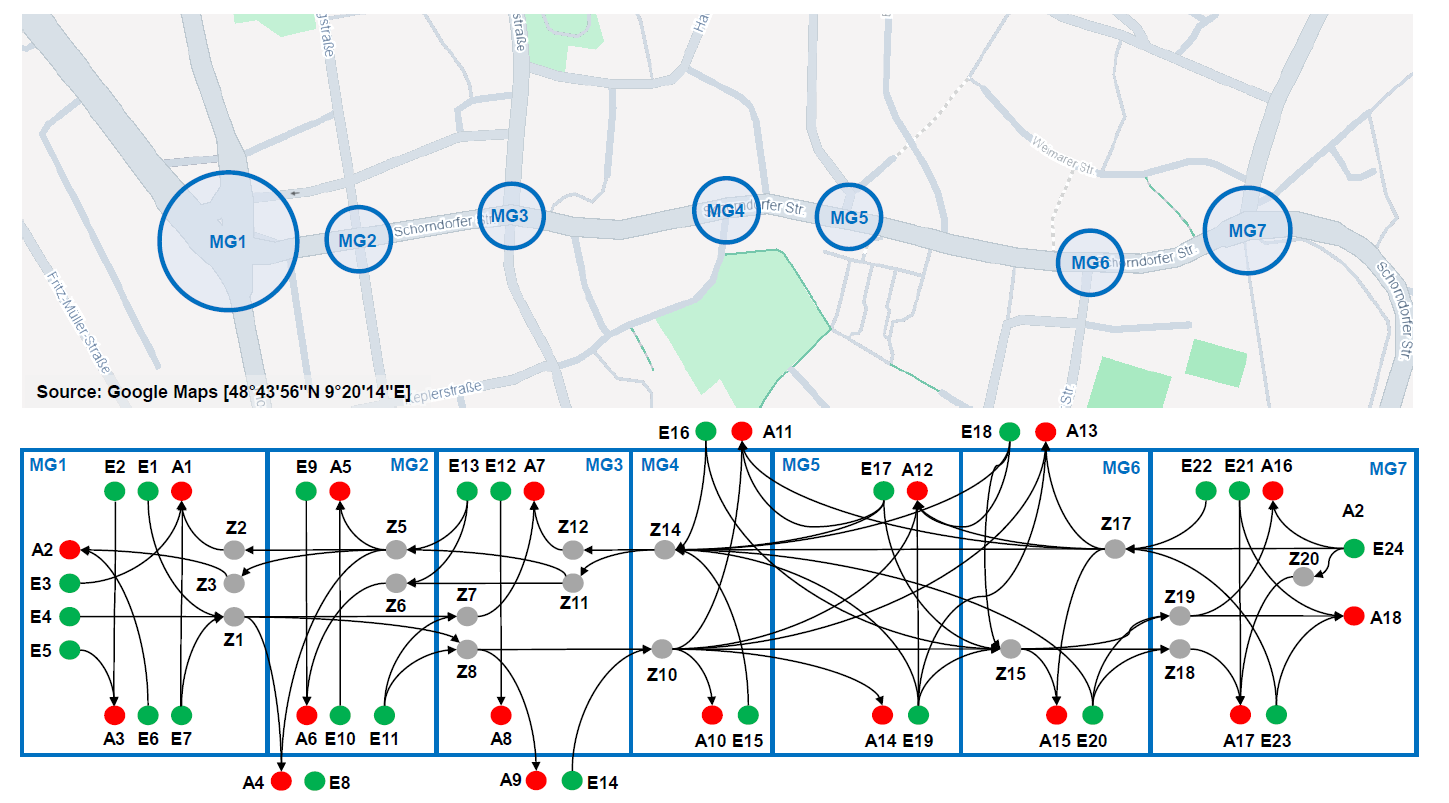 straße
Schorndorfer Str.
Weimarer Str
MG1
MG2
Schorndorfer
MG3
MG4
MG5
MG6
MG7
Schorndorfer Str
Fritz-Müller-Straße
Source: Google Maps [48°43'56"N 9°20'14"E]
eplerstraße
Str.
E16
A11
E18
A13
MG1
E2
E1
A1
E9
A5
MG2
E13
E12
A7
MG3
MG4
MG5
E17
A12
MG6
E22
E21
A16
MG7
A2
A2
Z2
Z5
Z12
Z14
Z17
E24
Z20
E3
Z3
Z6
Z11
E4
Z1
Z7
Z19
A18
E5
Z8
Z10
Z15
Z18
A3
E6
E7
A6
E10
E11
A8
A10
E15
A14
E19
A15
E20
A17
E23
A4
E8
A9
E14